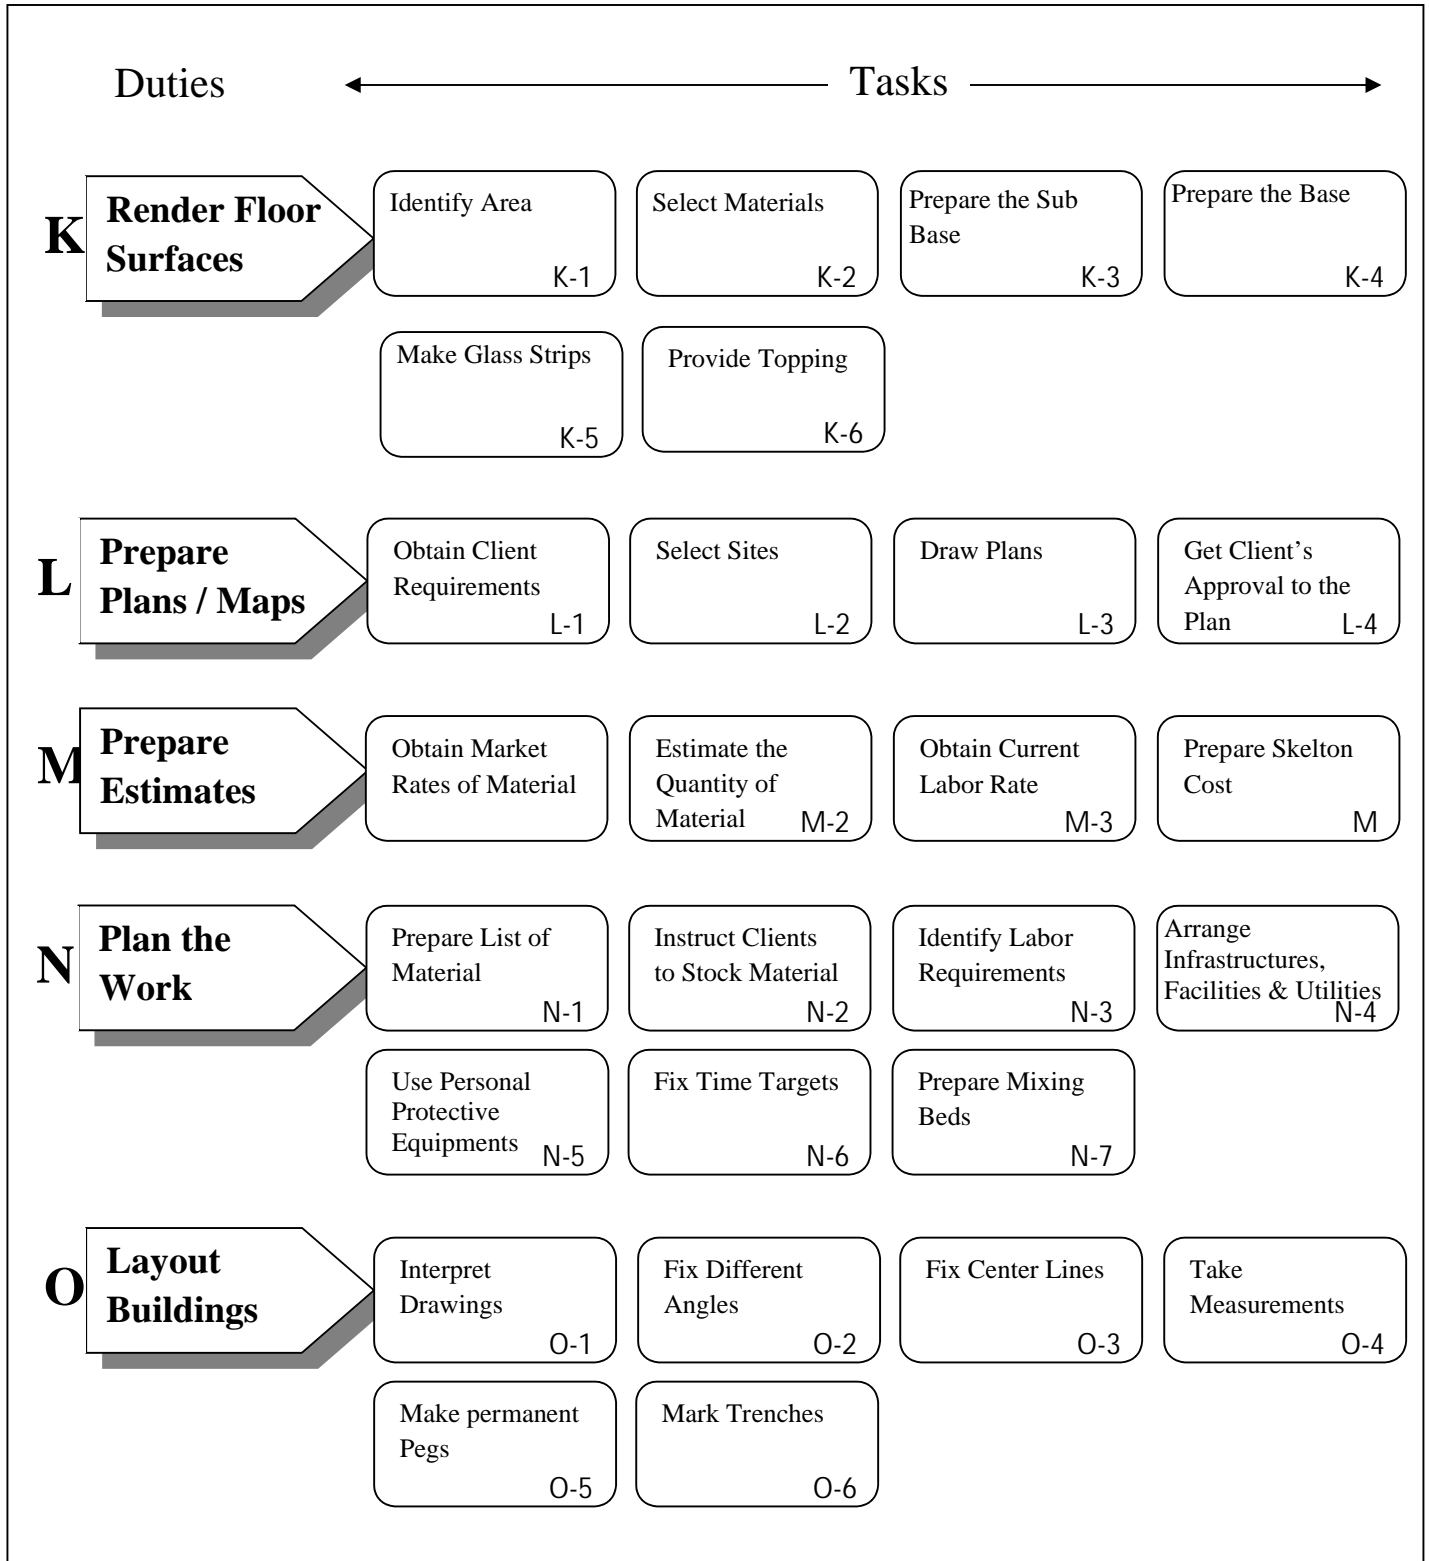 Duties
Tasks
K
Render Floor
Surfaces
Identify Area
K-1
Select Materials
K-2
Prepare the Sub
Base
K-3
Prepare the Base
K-4
Make Glass Strips
K-5
Provide Topping
K-6
L
Prepare
Plans / Maps
Obtain Client
Requirements
L-1
Select Sites
L-2
Draw Plans
L-3
Get Client’s
Approval to the
Plan
L-4
M
Prepare
Estimates
Obtain Market
Rates of Material
Estimate the
Quantity of
Material
M-2
Obtain Current
Labor Rate
M-3
Prepare Skelton
Cost
M
N
Plan the
Work
Prepare List of
Material
N-1
Instruct Clients
to Stock Material
N-2
Identify Labor
Requirements
N-3
Arrange
Infrastructures,
Facilities & Utilities
N-4
Use Personal
Protective
Equipments
N-5
Fix Time Targets
N-6
Prepare Mixing
Beds
N-7
O
Layout
Buildings
Interpret
Drawings
O-1
Fix Different
Angles
O-2
Fix Center Lines
O-3
Take
Measurements
O-4
Make permanent
Pegs
O-5
Mark Trenches
O-6